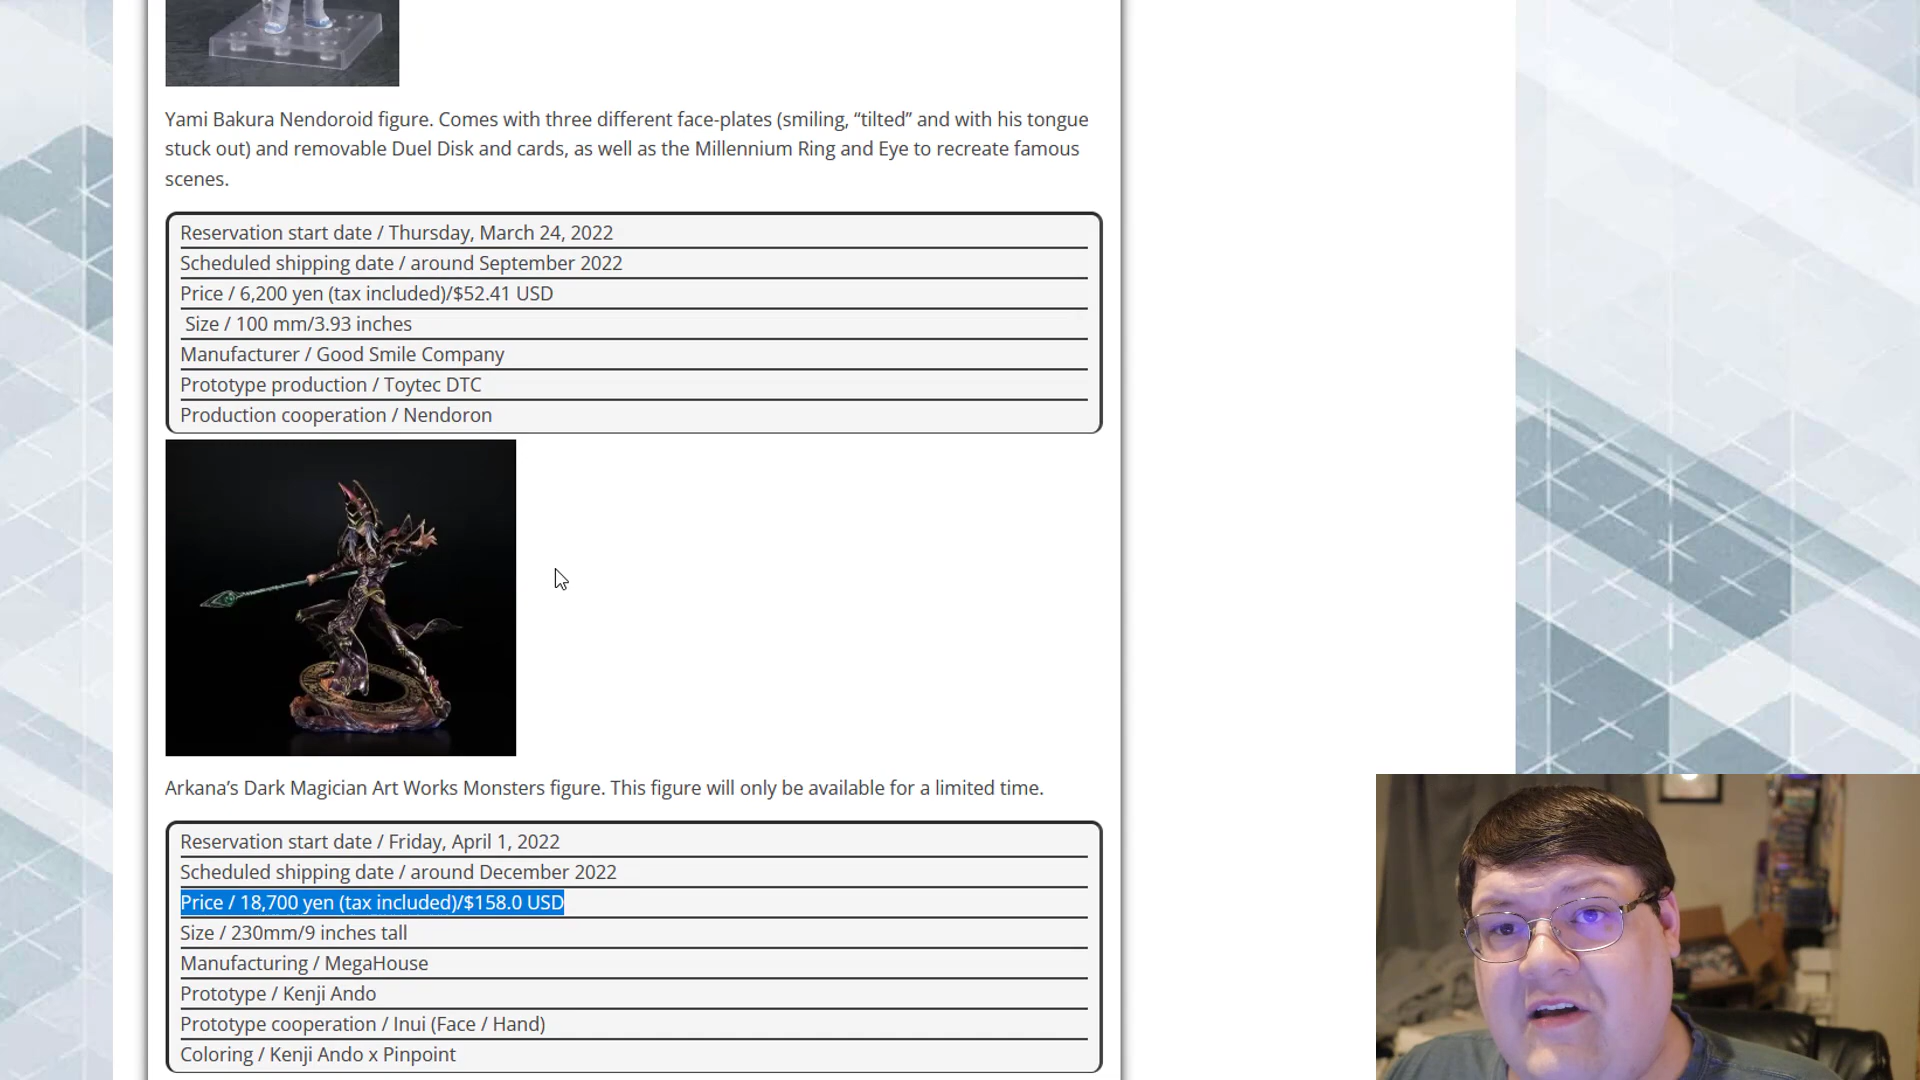 Yami Bakura Nendoroid figure. Comes with three different face-plates (smiling, “tilted” and with his tongue
stuck out) and removable Duel Disk and cards, as well as the Millennium Ring and Eye to recreate famous
scenes.
Reservation start date / Thursday, March 24, 2022
Scheduled shipping date / around September 2022
Price / 6,200 yen (tax included)/$52.41 USD
Size / 100 mm/3.93 inches
Manufacturer / Good Smile Company
Prototype production / Toytec DTC
Production cooperation / Nendoron
Arkana’s Dark Magician Art Works Monsters figure. This figure will only be available for a limited time.
Reservation start date / Friday, April 1, 2022
Scheduled shipping date / around December 2022
Price / 18,700 yen (tax included)/$158.0 USD
Size / 230mm/9 inches tall
Manufacturing / MegaHouse
Prototype / Kenji Ando
Prototype cooperation / Inui (Face / Hand)
Coloring / Kenji Ando x Pinpoint